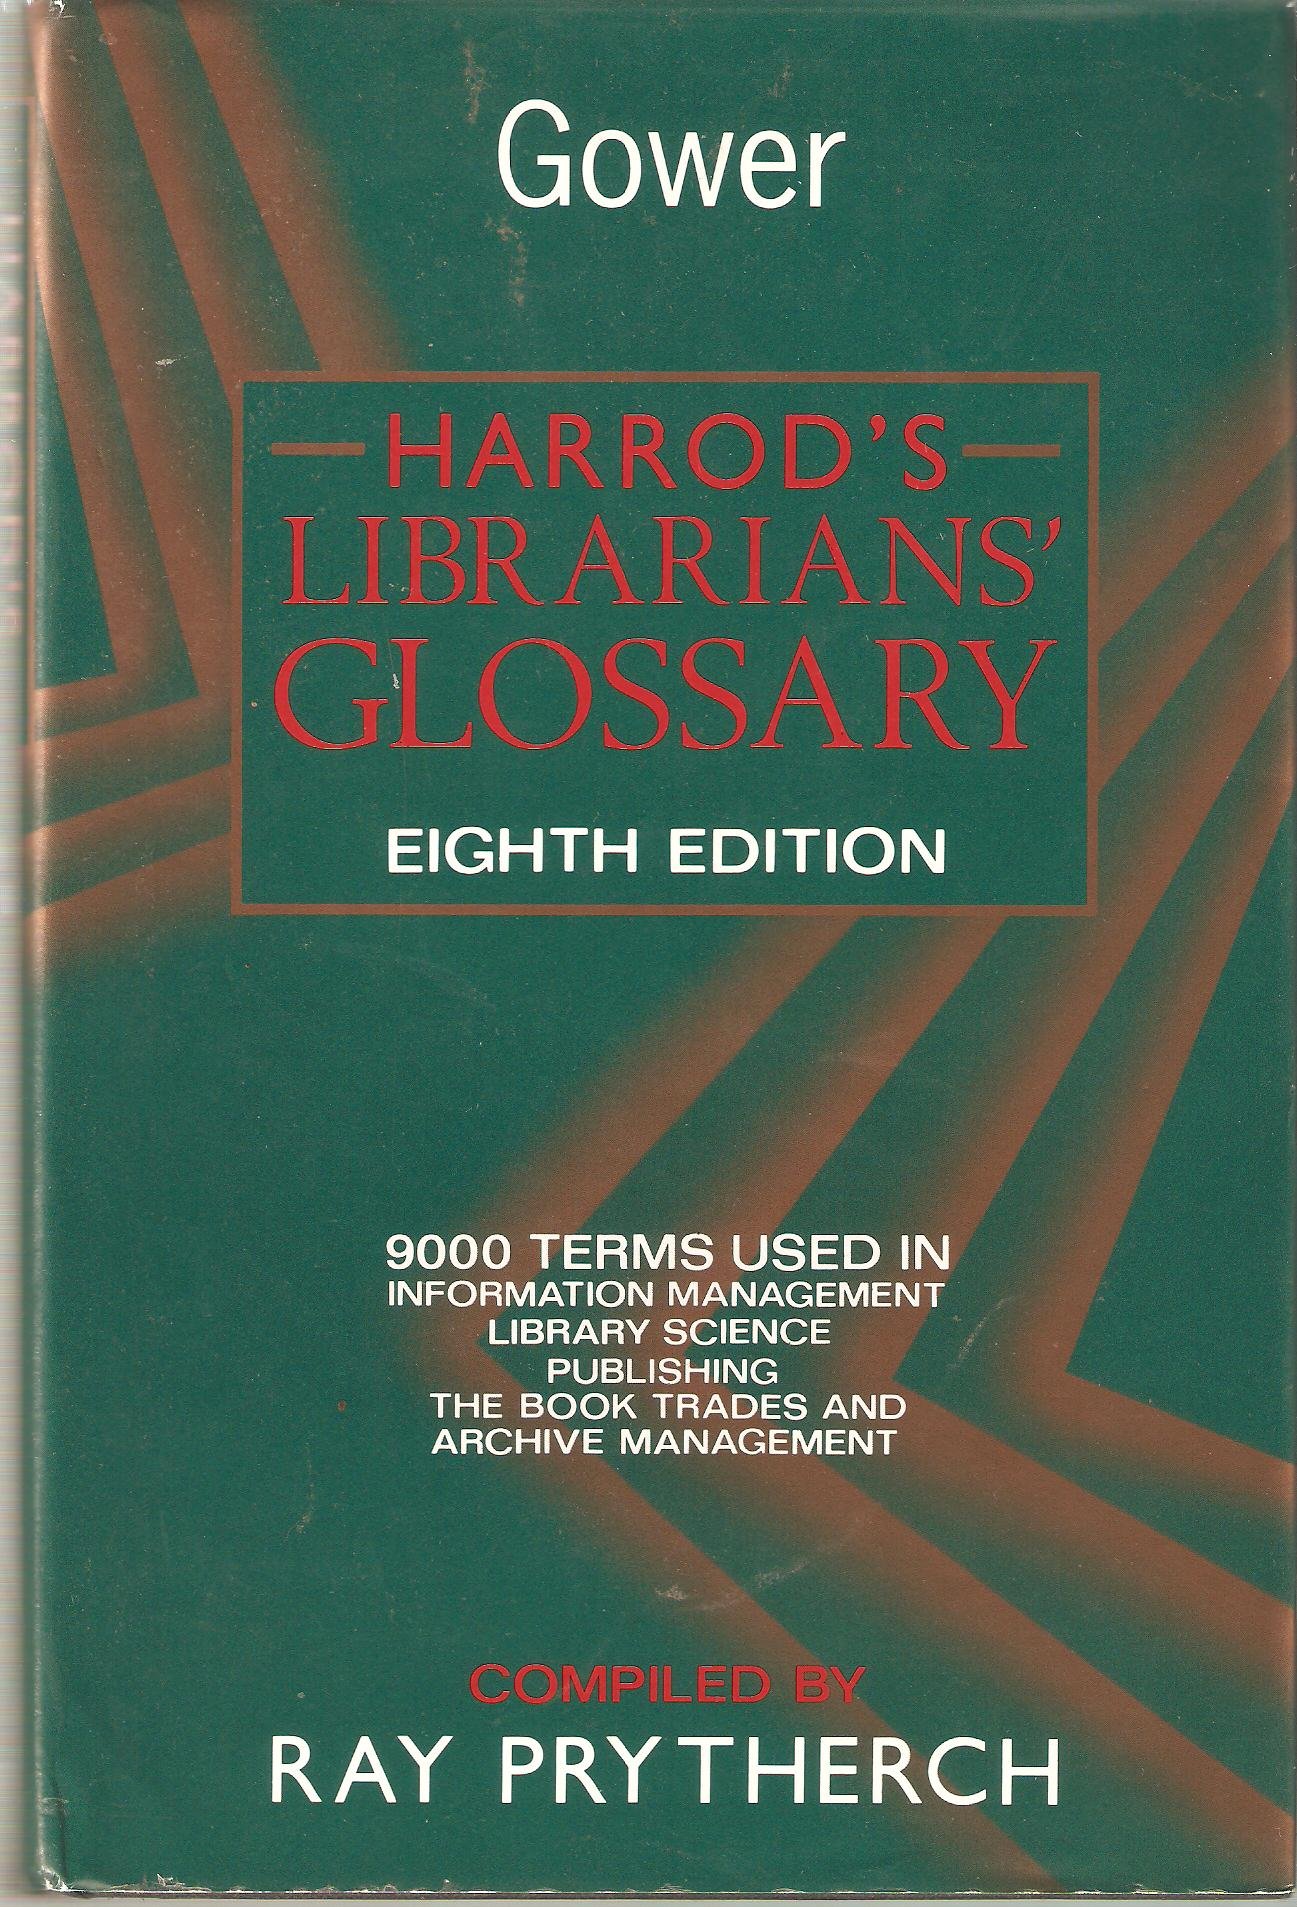 Gower
HARROD'S
LIBRARIANS'
GLOSSARY
EIGHTH EDITION
9000 TERMS USED IN
INFORMATION MANAGEMENT
LIBRARY SCIENCE
PUBLISHING
THE BOOK TRADES AND
ARCHIVE MANAGEMENT
COMPILED BY
RAY PRYTHERCH